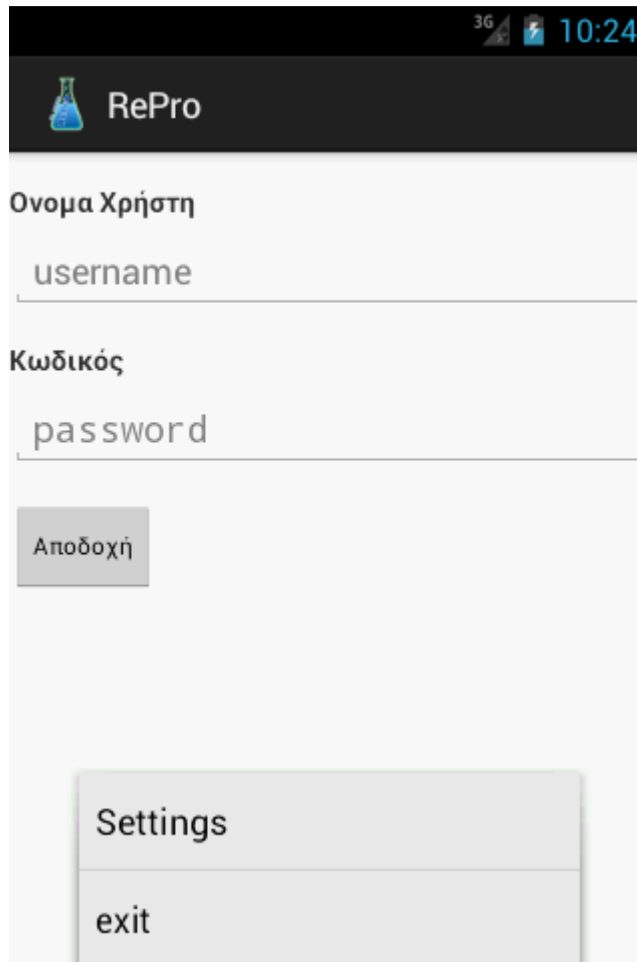 3G 10:24
RePro
Ονομα Χρήστη
username
Κωδικός
password
Αποδοχή
Settings
exit